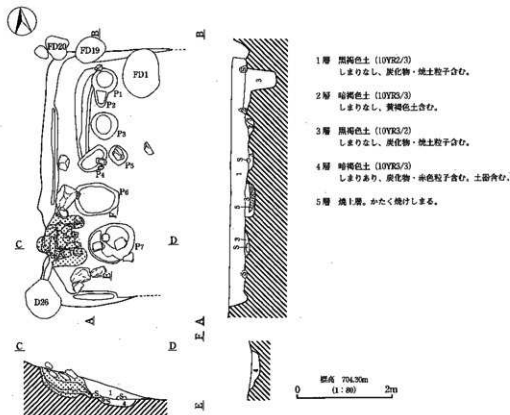 FD20
FD19
FD1
B
B
P1
P2
P3
P5
P4
P6
P7
C
D
D26
A
A
C
D
F
E
3
S
1
S
S
S
1
4
4
1層 黒褐色土 (10YR2/3)
しまりなし、炭化物・焼土粒子含む。
2層 暗褐色土 (10YR3/3)
しまりなし、黄褐色土含む。
3層 黒褐色土 (10YR3/2)
しまりなし、炭化物・焼土粒子含む。
4層 暗褐色土 (10YR3/3)
しまりあり、炭化物・赤色粒子含む、土器含む。
5層 焼土層。かたく焼けしまる。
標高 704.30m
0 (1:80) 2m